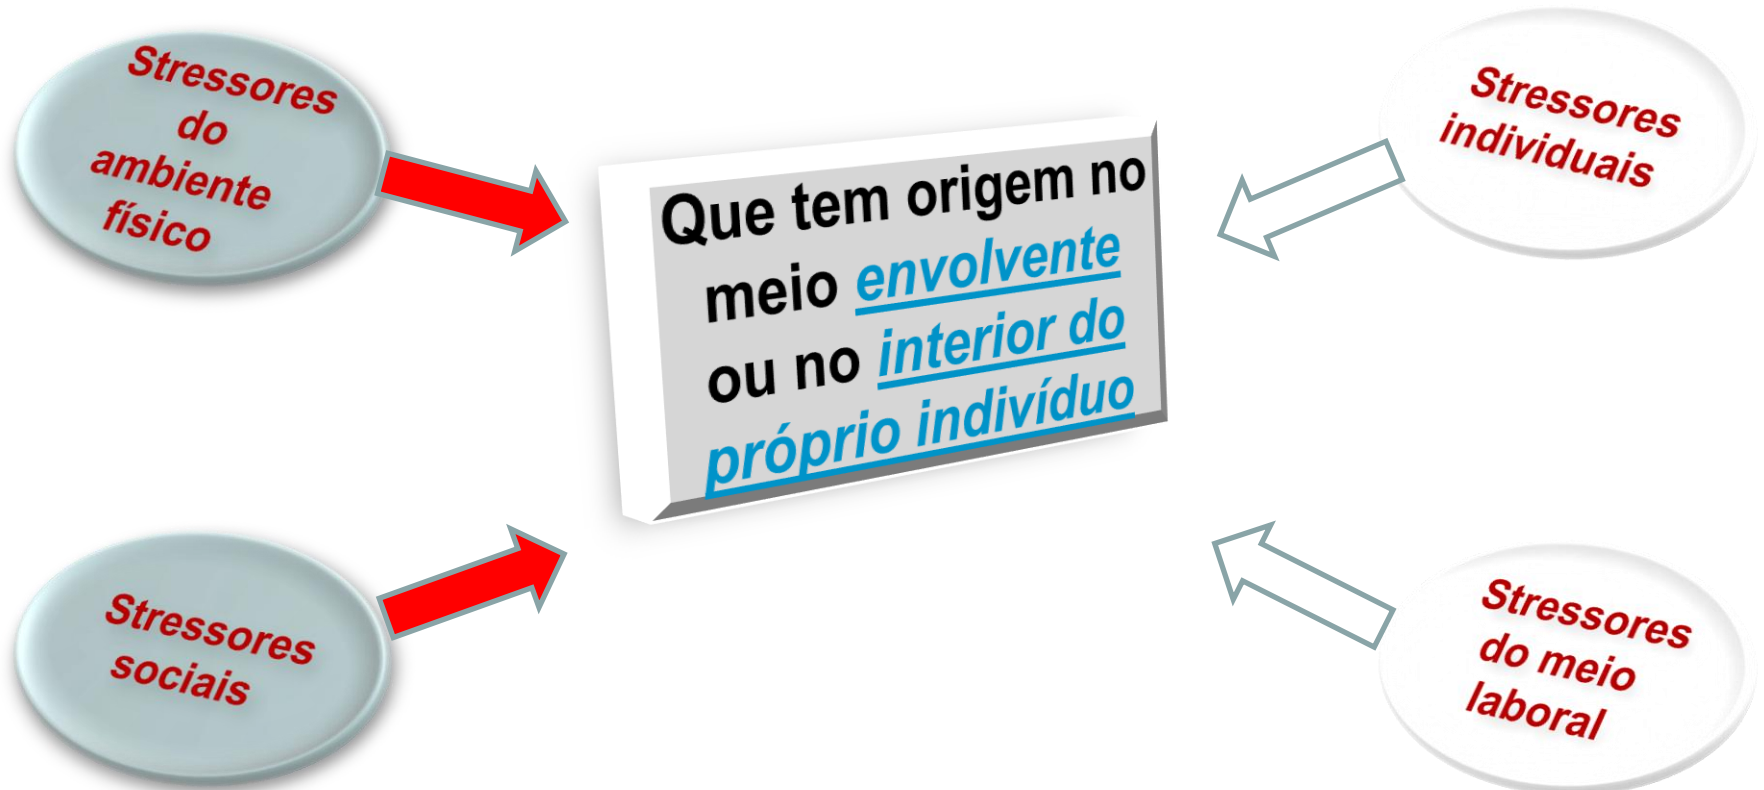 Stressores
do
ambiente
físico
Stressores
individuais
Que tem origem no
meio envolvente
ou no interior do
próprio indivíduo
Stressores
sociais
Stressores
do meio
laboral